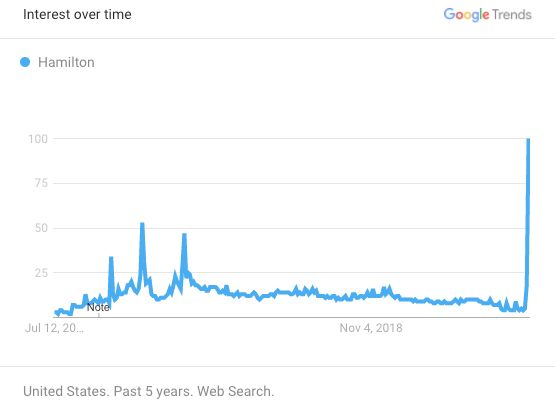 Interest over time
Google Trends
Hamilton
100
75
50
25
Note
Jul 12, 20...
Nov 4, 2018
United States. Past 5 years. Web Search.